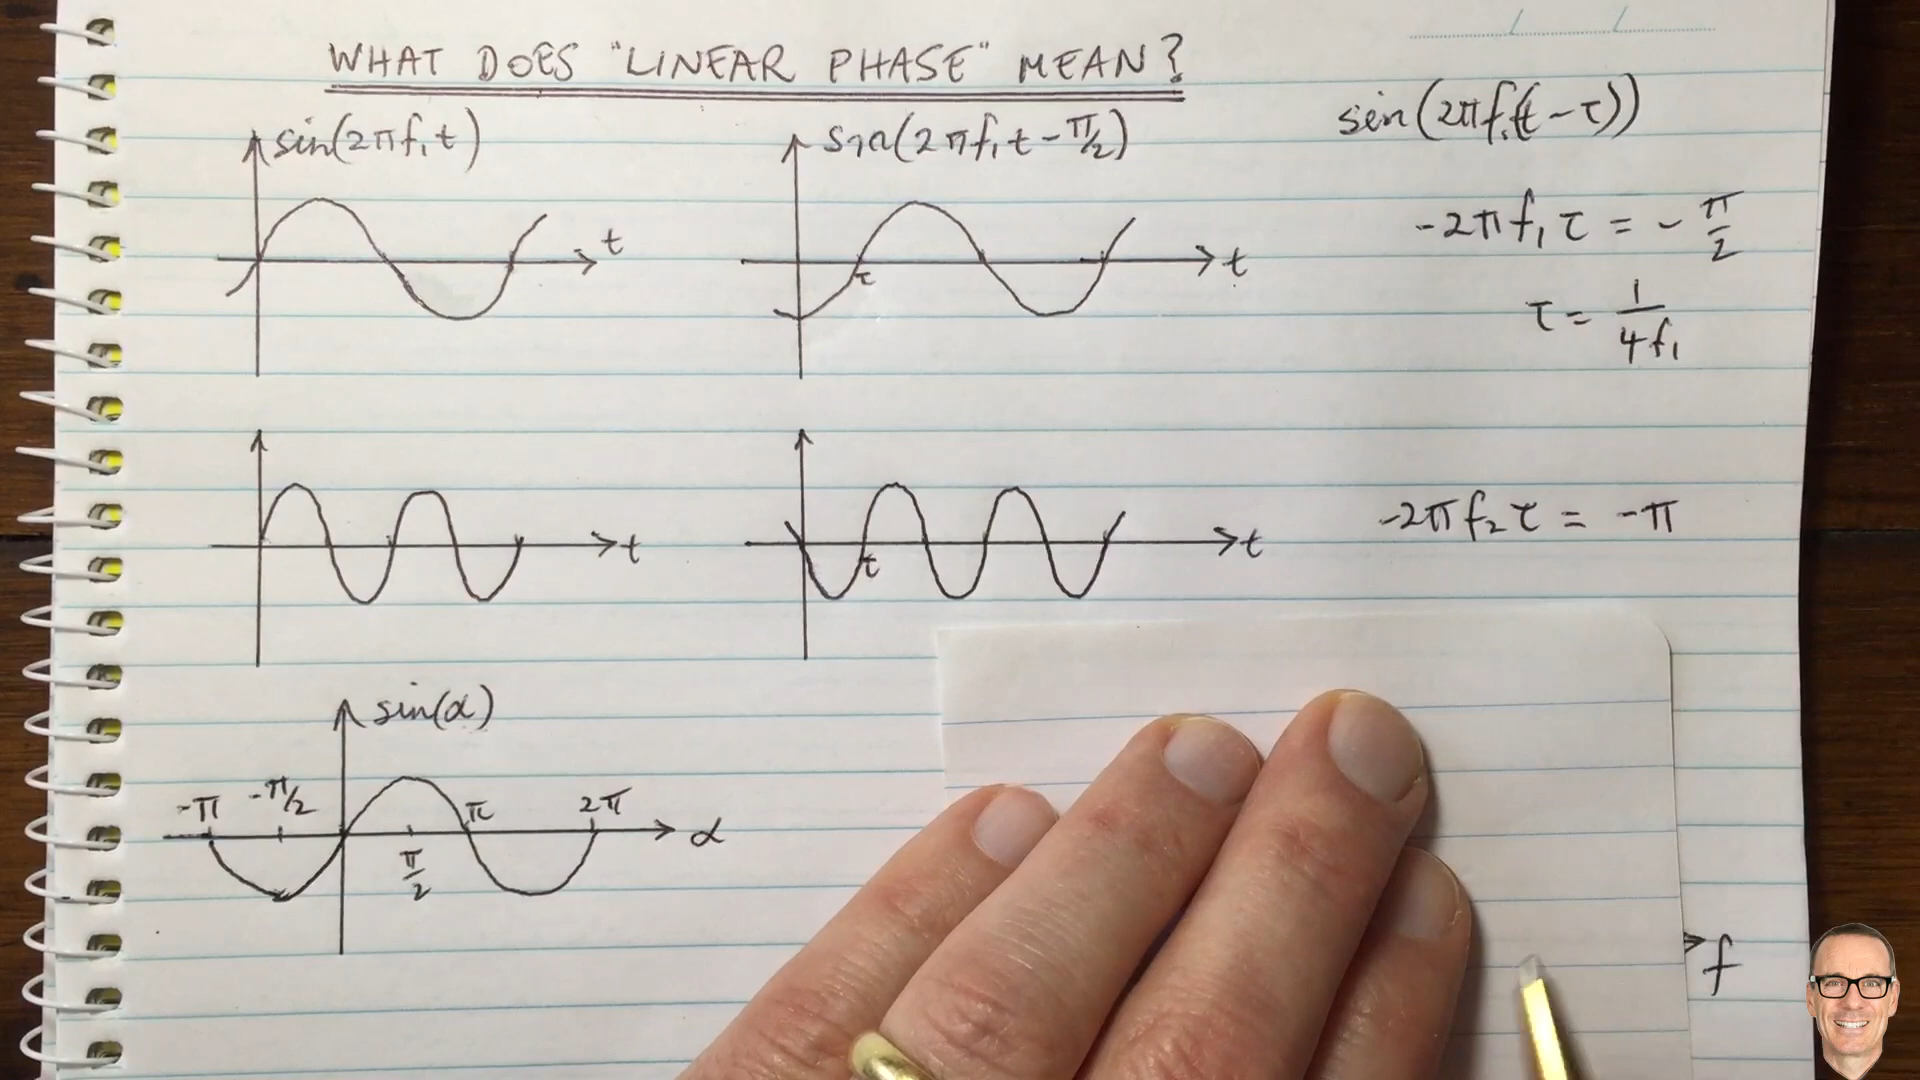 WHAT DOES "LINEAR PHASE" MEAN?
sin(2πf₁t)
sin(2πf₁t - π/2)
sin(2πf₁(t - τ))
t
τ
t
-2πf₁τ = - π/2
τ = 1/4f₁
t
τ
t
-2πf₂τ = -π
sin(α)
-π
-π/2
π/2
π
2π
α
f